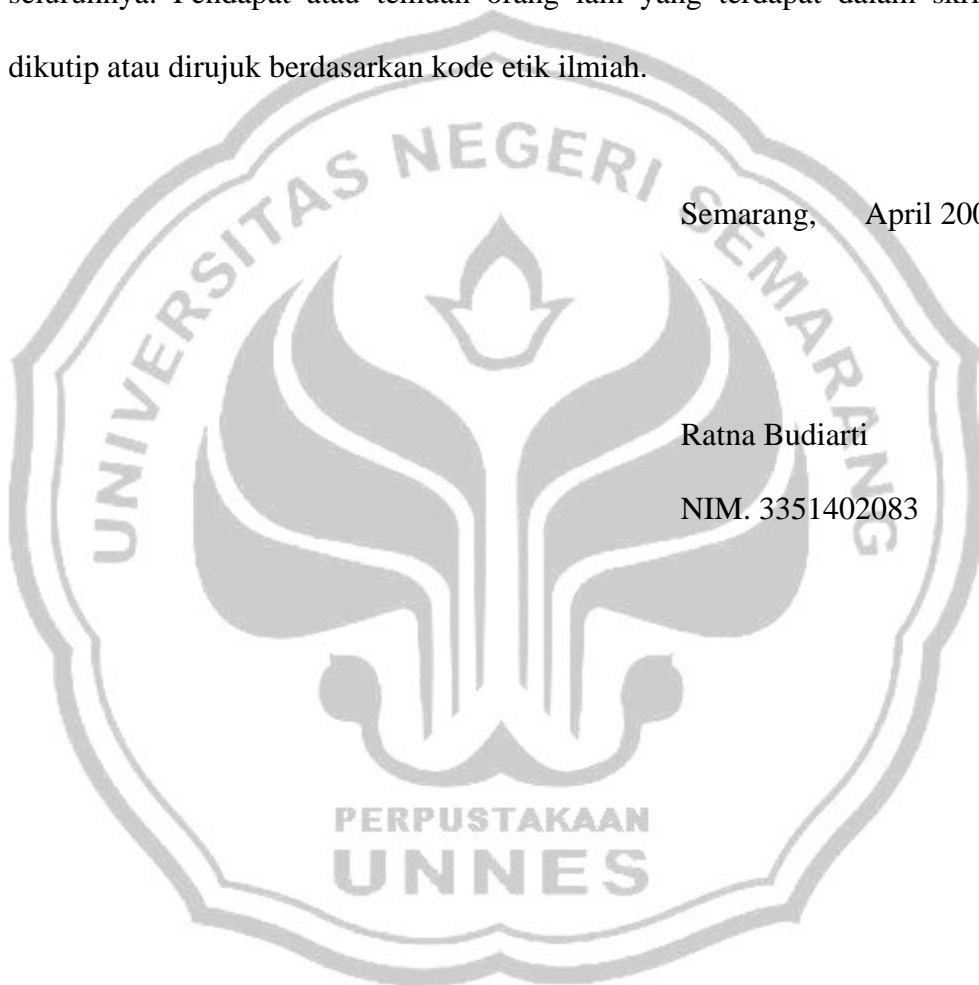 dikutip atau dirujuk berdasarkan kode etik ilmiah.
UNIVERSITAS NEGERI SEMARANG
Semarang, April 200
Ratna Budiarti
NIM. 3351402083
PERPUSTAKAAN
UNNES